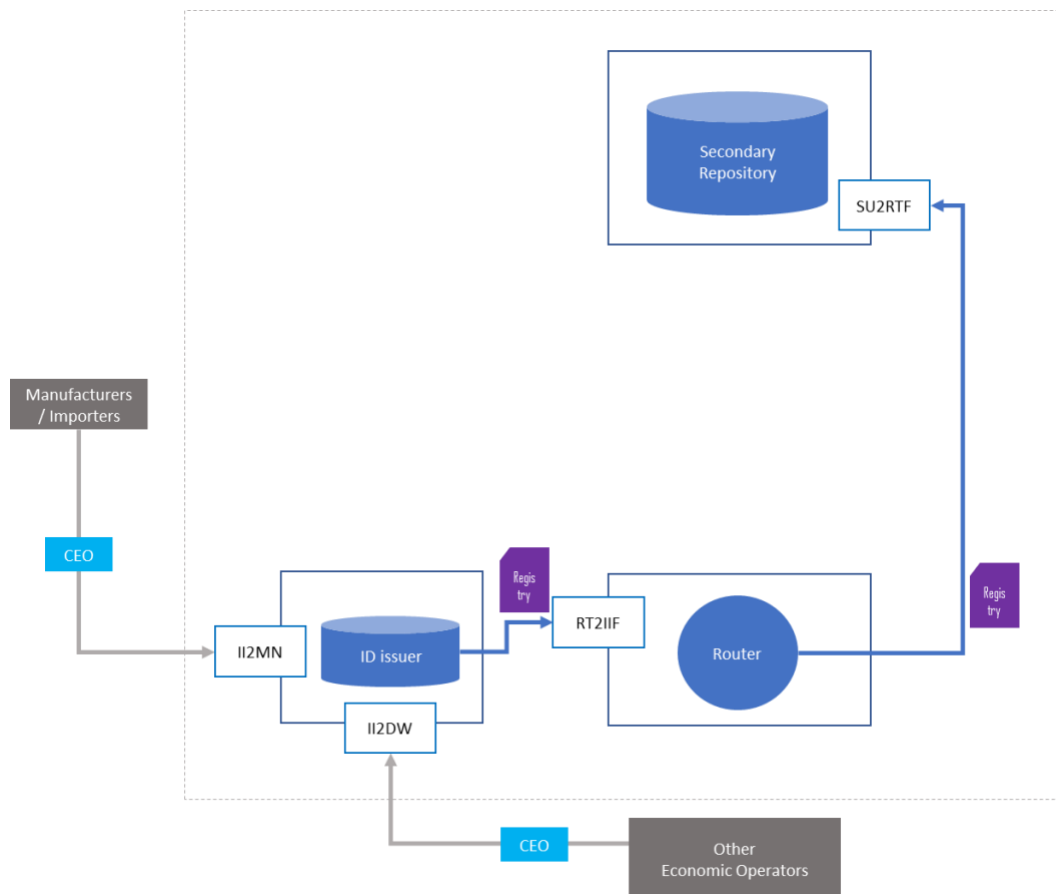 Secondary
Repository
SU2RTF
Manufacturers
/ Importers
CEO
Regis
try
Regis
try
RT2IIF
II2MN
ID issuer
Router
II2DW
CEO
Other
Economic Operators